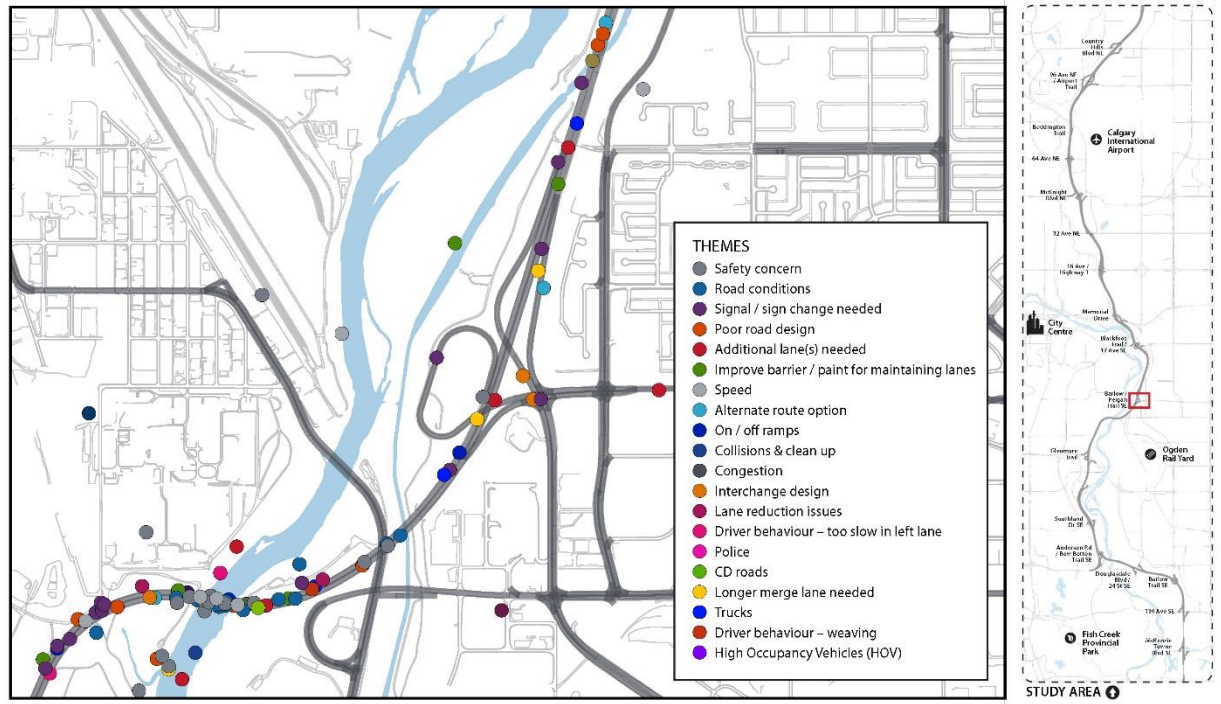 THEMES
Safety concern
Road conditions
Signal / sign change needed
Poor road design
Additional lane(s) needed
Improve barrier / paint for maintaining lanes
Speed
Alternate route option
On / off ramps
Collisions & clean up
Congestion
Interchange design
Lane reduction issues
Driver behaviour – too slow in left lane
Police
CD roads
Longer merge lane needed
Trucks
Driver behaviour – weaving
High Occupancy Vehicles (HOV)
Country
Hills
Blvd NE
96 Ave NE
/ Airport
Trail
Beddington
Trail
Calgary
International
Airport
64 Ave NE
McKnight
Blvd NE
32 Ave NE
16 Ave /
Highway 1
Memorial
Drive
City
Centre
Blackfoot
Trail /
17 Ave SE
Barlow /
Peigan
Trail SE
Glenmore
Trail
Ogden
Rail Yard
Southland
Dr SE
Anderson Rd
/ Bow Bottom
Trail SE
Douglasdale
Blvd /
24 St SE
Barlow
Trail SE
130 Ave SE
Fish Creek
Provincial
Park
McKenzie
Towne
Blvd SE
STUDY AREA